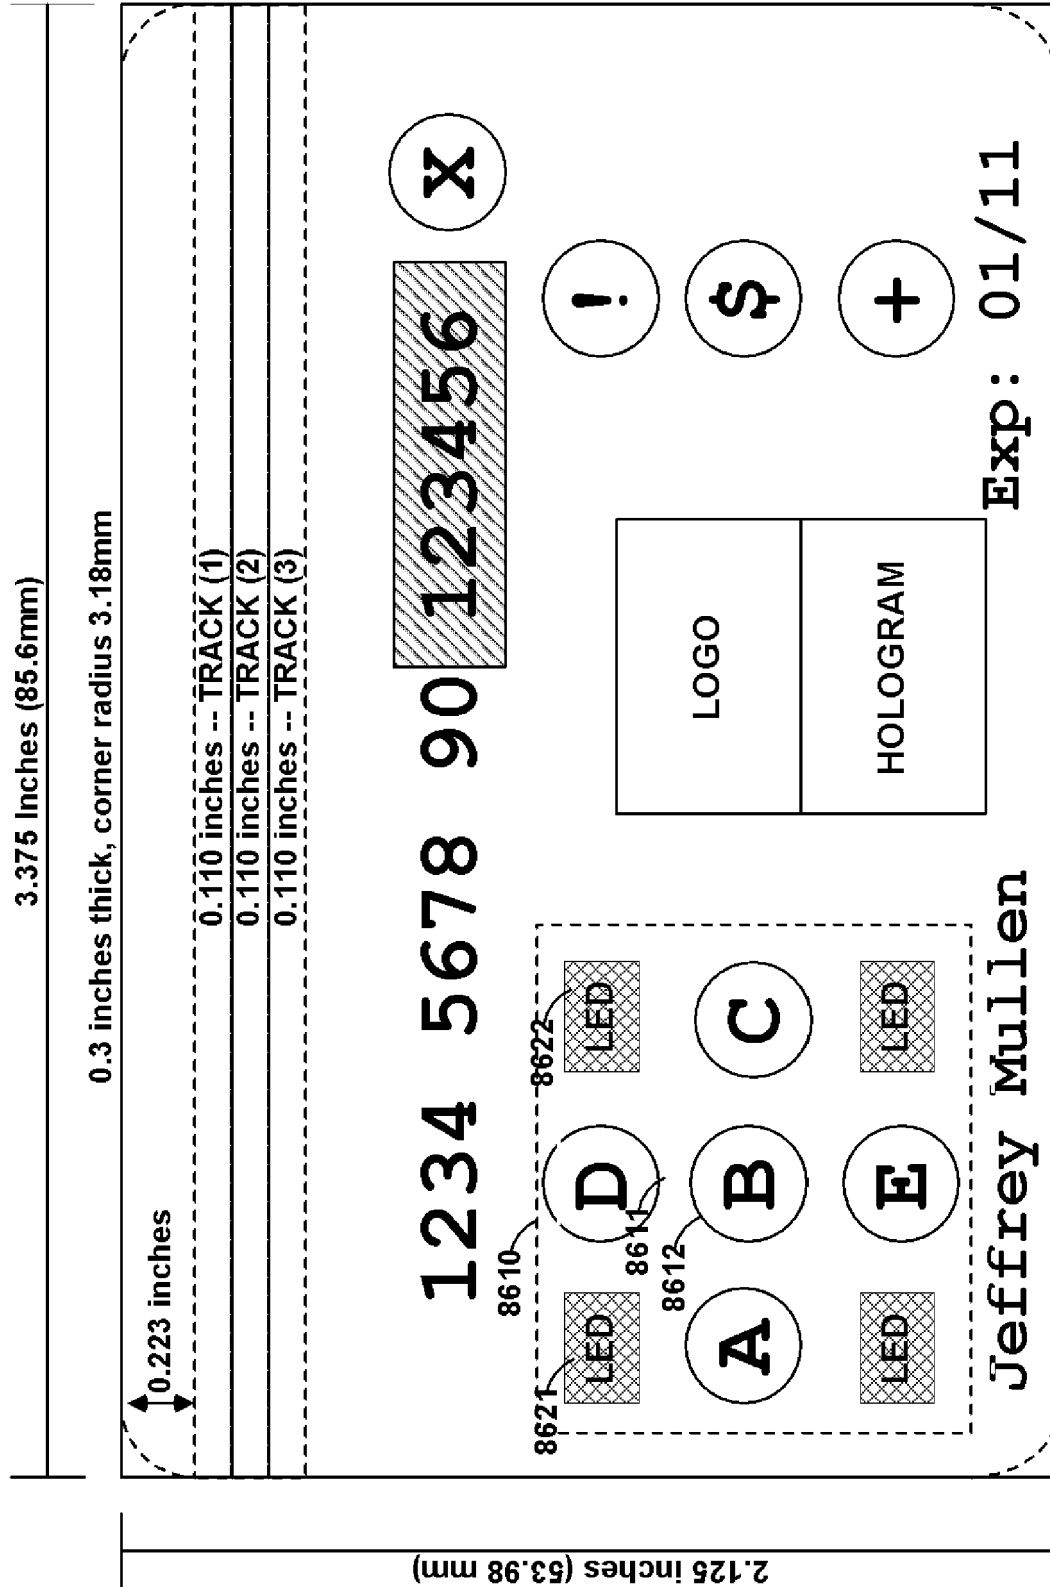 3.375 Inches (85.6mm)
0.3 inches thick, corner radius 3.18mm
0.223 inches
0.110 inches -- TRACK (1)
0.110 inches -- TRACK (2)
0.110 inches -- TRACK (3)
2.125 inches (53.98 mm)
1234 5678 90 123456 X
8610
8621 LED D 8622 LED !
8611
8612
A B C $
LED E LED +
LOGO
HOLOGRAM
Jeffrey Mullen Exp: 01/11